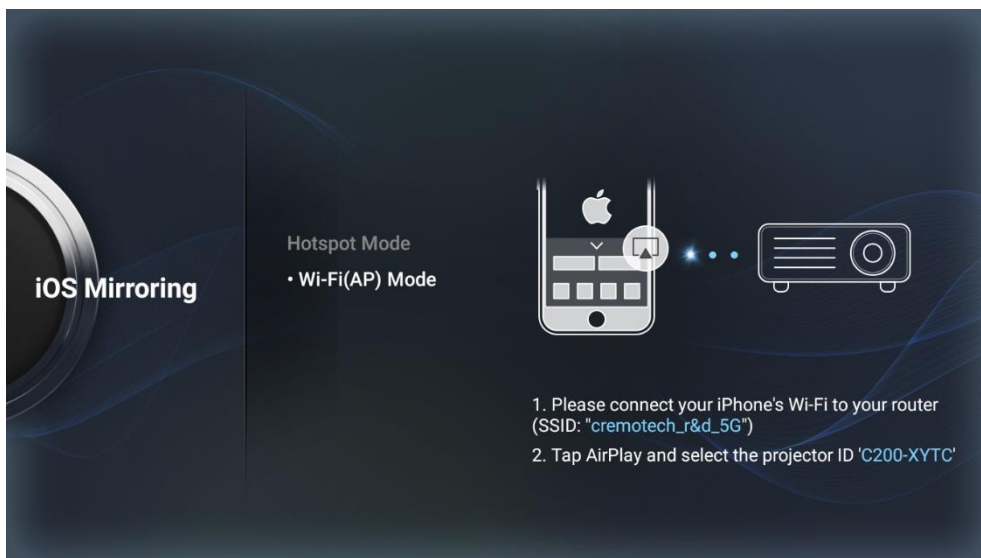 iOS Mirroring
Hotspot Mode
• Wi-Fi(AP) Mode
1. Please connect your iPhone's Wi-Fi to your router
(SSID: "cremotech_r&d_5G")
2. Tap AirPlay and select the projector ID 'C200-XYTC'